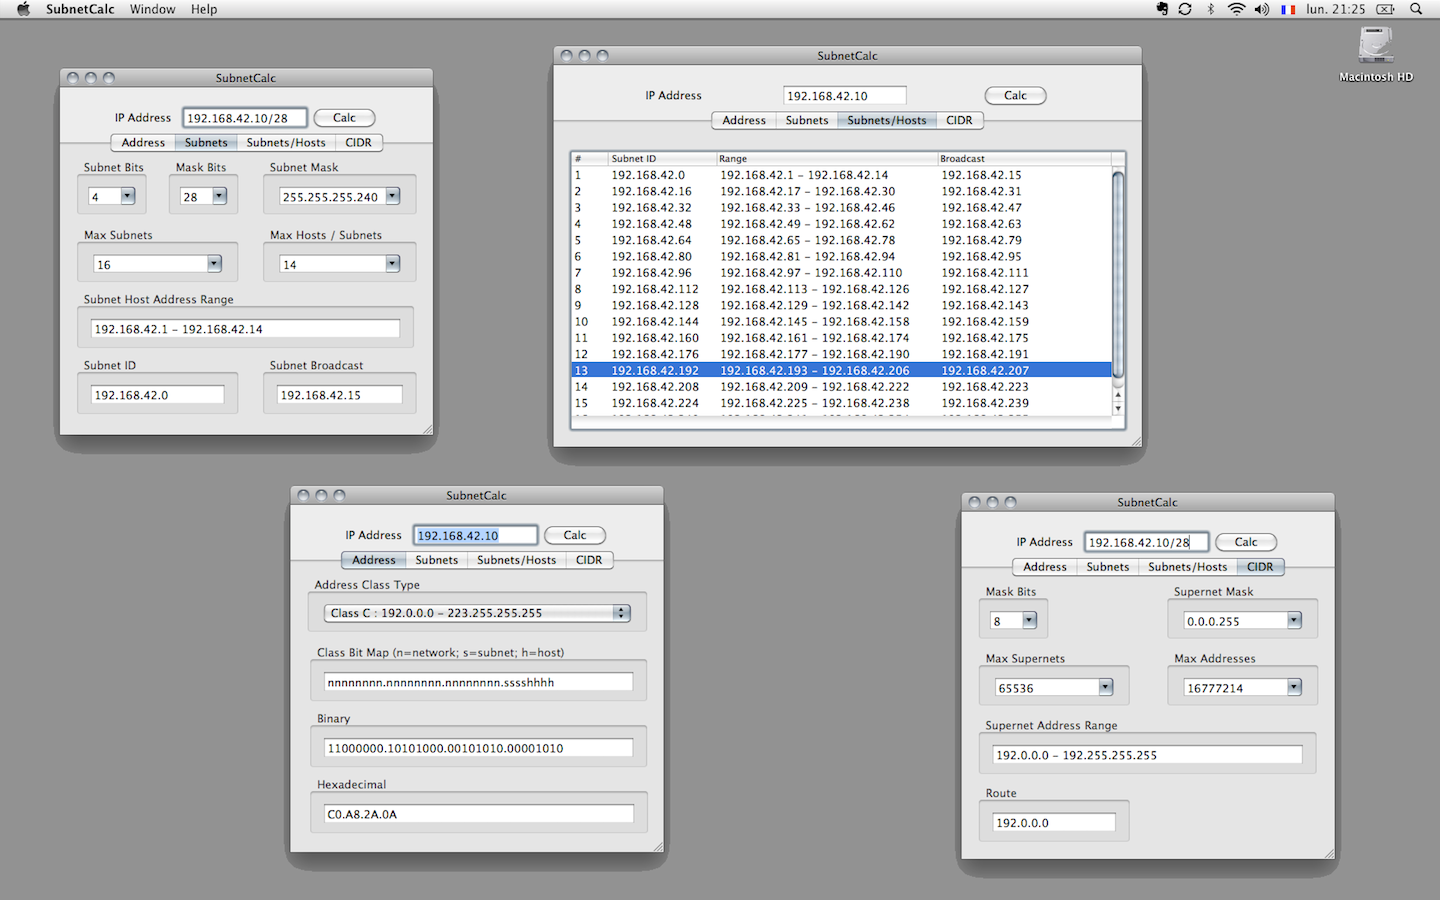 SubnetCalc Window Help
lun. 21:25
Macintosh HD
SubnetCalc
IP Address 192.168.42.10/28 Calc
Address Subnets Subnets/Hosts CIDR
Subnet Bits Mask Bits Subnet Mask
4 28 255.255.255.240
Max Subnets Max Hosts / Subnets
16 14
Subnet Host Address Range
192.168.42.1 – 192.168.42.14
Subnet ID Subnet Broadcast
192.168.42.0 192.168.42.15
SubnetCalc
IP Address 192.168.42.10 Calc
Address Subnets Subnets/Hosts CIDR
# Subnet ID Range Broadcast
1 192.168.42.0 192.168.42.1 – 192.168.42.14 192.168.42.15
2 192.168.42.16 192.168.42.17 – 192.168.42.30 192.168.42.31
3 192.168.42.32 192.168.42.33 – 192.168.42.46 192.168.42.47
4 192.168.42.48 192.168.42.49 – 192.168.42.62 192.168.42.63
5 192.168.42.64 192.168.42.65 – 192.168.42.78 192.168.42.79
6 192.168.42.80 192.168.42.81 – 192.168.42.94 192.168.42.95
7 192.168.42.96 192.168.42.97 – 192.168.42.110 192.168.42.111
8 192.168.42.112 192.168.42.113 – 192.168.42.126 192.168.42.127
9 192.168.42.128 192.168.42.129 – 192.168.42.142 192.168.42.143
10 192.168.42.144 192.168.42.145 – 192.168.42.158 192.168.42.159
11 192.168.42.160 192.168.42.161 – 192.168.42.174 192.168.42.175
12 192.168.42.176 192.168.42.177 – 192.168.42.190 192.168.42.191
13 192.168.42.192 192.168.42.193 – 192.168.42.206 192.168.42.207
14 192.168.42.208 192.168.42.209 – 192.168.42.222 192.168.42.223
15 192.168.42.224 192.168.42.225 – 192.168.42.238 192.168.42.239
SubnetCalc
IP Address 192.168.42.10 Calc
Address Subnets Subnets/Hosts CIDR
Address Class Type
Class C : 192.0.0.0 – 223.255.255.255
Class Bit Map (n=network; s=subnet; h=host)
nnnnnnnn.nnnnnnnn.nnnnnnnn.sssshhhh
Binary
11000000.10101000.00101010.00001010
Hexadecimal
C0.A8.2A.0A
SubnetCalc
IP Address 192.168.42.10/28 Calc
Address Subnets Subnets/Hosts CIDR
Mask Bits Supernet Mask
8 0.0.0.255
Max Supernets Max Addresses
65536 16777214
Supernet Address Range
192.0.0.0 – 192.255.255.255
Route
192.0.0.0